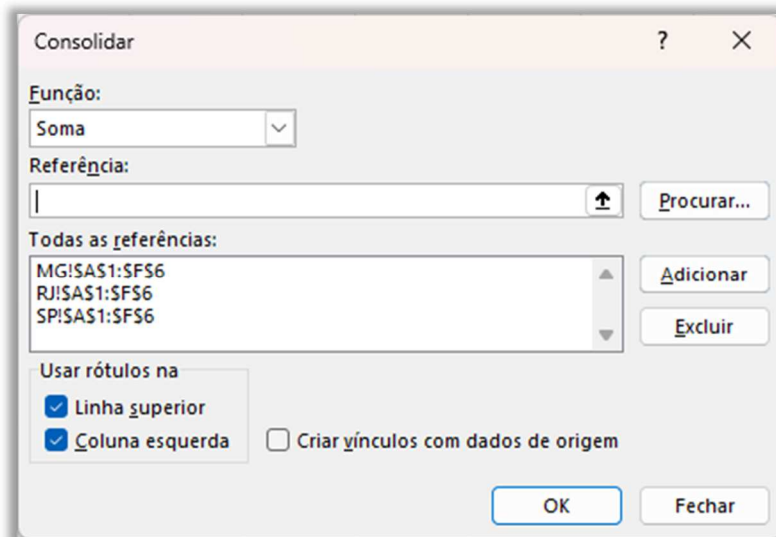 Consolidar
Função:
Soma
Referência:
Procurar...
Todas as referências:
MG!$A$1:$F$6
RJ!$A$1:$F$6
SP!$A$1:$F$6
Adicionar
Excluir
Usar rótulos na
Linha superior
Coluna esquerda
Criar vínculos com dados de origem
OK
Fechar